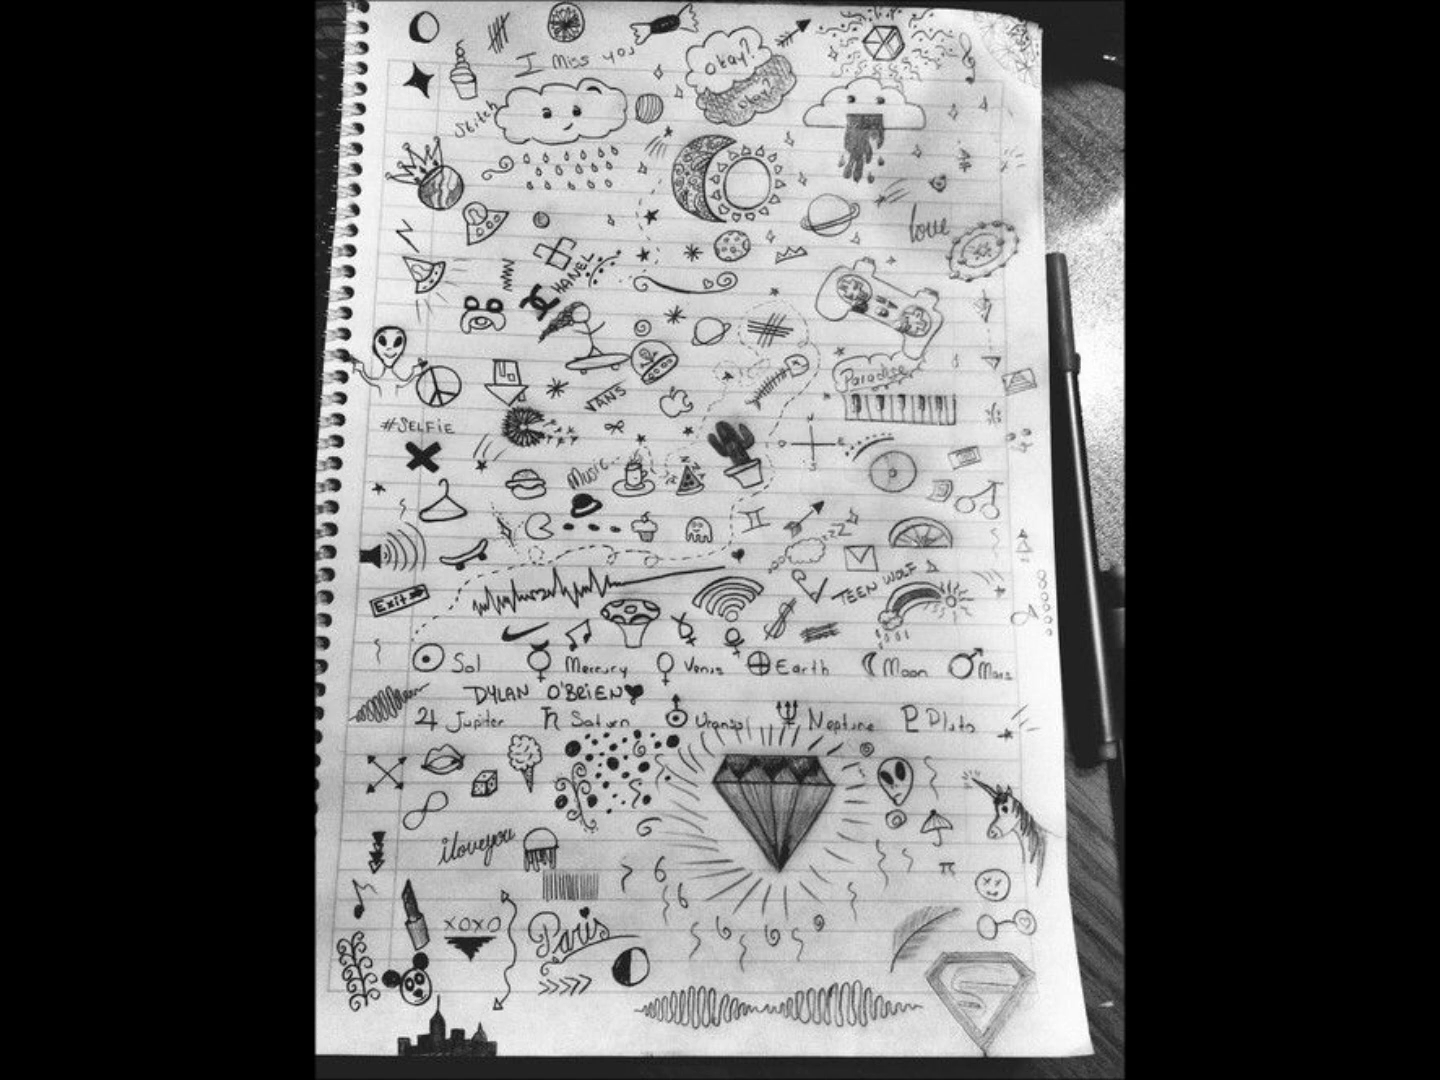 I Miss you
Okay?
okay?
Stitch
love
CHANEL
Paradise
VANS
#SELFiE
N
S
Music
zzz
TEEN WOLF
Exit
Sol Mercury Venus Earth Moon Mars
DYLAN O'BRiEN
Jupiter Saturn Neptune Pluto
iloveyou
π
xoxo
Paris
S